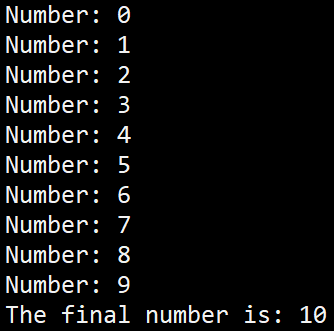 Number: 0
Number: 1
Number: 2
Number: 3
Number: 4
Number: 5
Number: 6
Number: 7
Number: 8
Number: 9
The final number is: 10